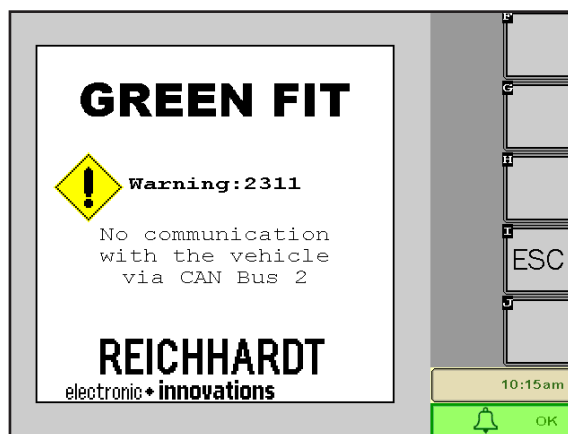 GREEN FIT
Warning:2311
No communication
with the vehicle
via CAN Bus 2
REICHHARDT
electronic innovations
F
G
H
I
ESC
J
10:15am
OK